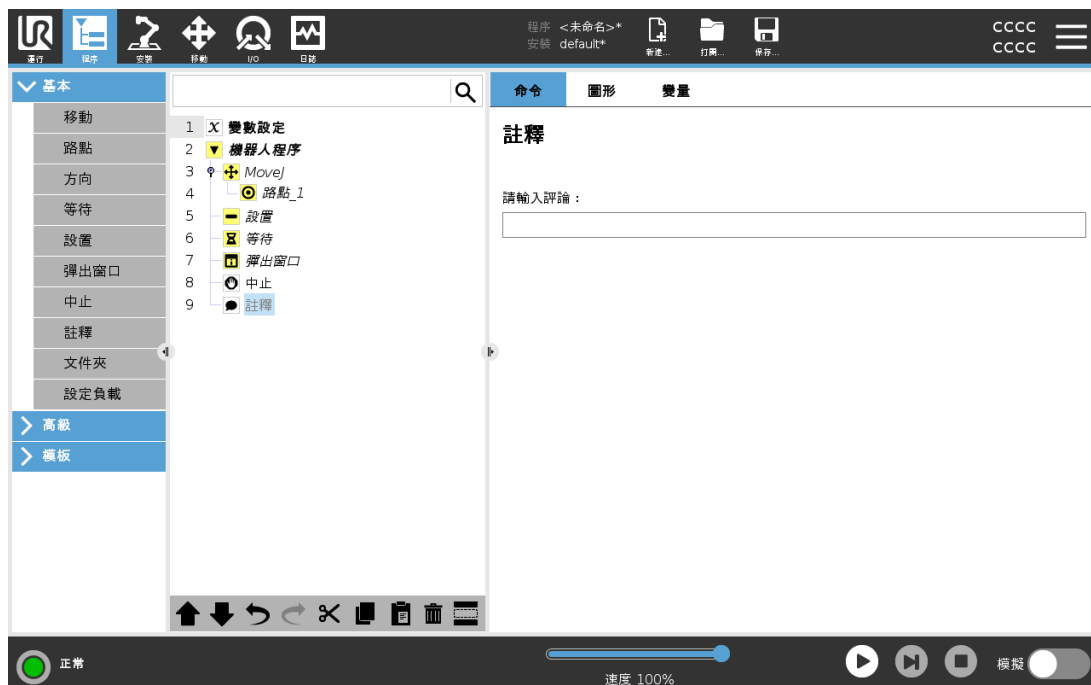 程序 <未命名>*
安裝 default*
CCCC
CCCC
運行
程序
安裝
移動
I/O
日誌
新建...
打開...
保存...
基本
移動
路點
方向
等待
設置
彈出窗口
中止
註釋
文件夾
設定負載
高級
模板
1 x 變數設定
2 機器人程序
3 MoveJ
4 路點_1
5 設置
6 等待
7 彈出窗口
8 中止
9 註釋
命令 圖形 變量
註釋
請輸入評論：
正常
速度 100%
模擬